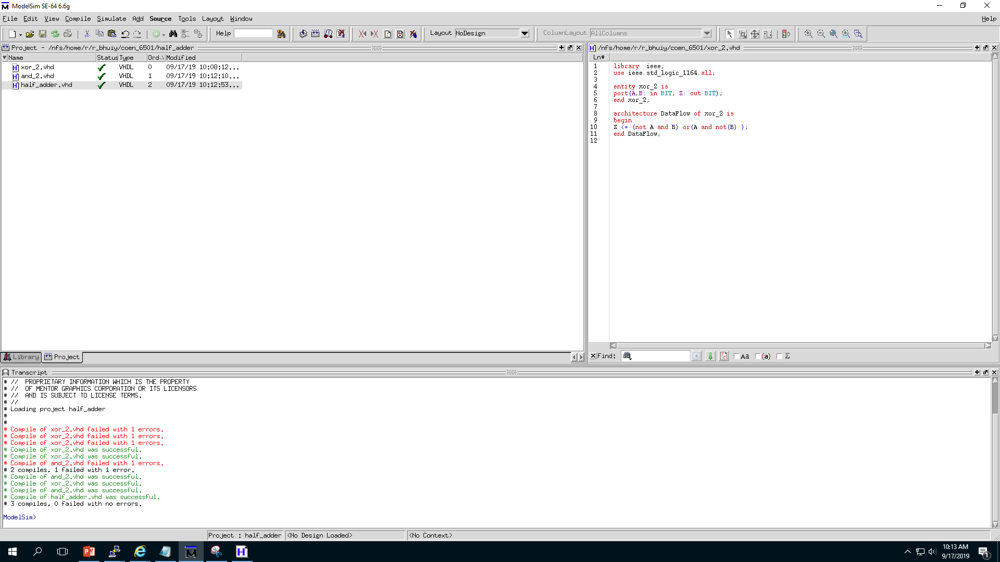 ModelSim SE-64 6.6g
File Edit View Compile Simulate Add Source Tools Layout Window Help
Help Layout NoDesign ColumnLayout AllColumns
Project - /nfs/home/r/r_bhuiy/coen_6501/half_adder
Name Status Type Ord Modified
xor_2.vhd VHDL 0 09/17/19 10:08:12...
and_2.vhd VHDL 1 09/17/19 10:12:10...
half_adder.vhd VHDL 2 09/17/19 10:12:53...
Library Project
/nfs/home/r/r_bhuiy/coen_6501/xor_2.vhd
Ln#
1 library  ieee;
2 use ieee.std_logic_1164.all;
3
4 entity xor_2 is
5 port(A,B: in BIT; Z: out BIT);
6 end xor_2;
7
8 architecture DataFlow of xor_2 is
9 begin
10 Z <= (not A and B) or(A and not(B) );
11 end DataFlow;
12
Find: Aa {a} Σ
Transcript
# //  PROPRIETARY INFORMATION WHICH IS THE PROPERTY
# //  OF MENTOR GRAPHICS CORPORATION OR ITS LICENSORS
# //  AND IS SUBJECT TO LICENSE TERMS.
# //
# Loading project half_adder
#
#
# Compile of xor_2.vhd failed with 1 errors.
# Compile of xor_2.vhd failed with 1 errors.
# Compile of xor_2.vhd failed with 1 errors.
# Compile of xor_2.vhd was successful.
# Compile of xor_2.vhd was successful.
# Compile of and_2.vhd failed with 1 errors.
# 2 compiles, 1 failed with 1 error.
# Compile of and_2.vhd was successful.
# Compile of xor_2.vhd was successful.
# Compile of and_2.vhd was successful.
# Compile of half_adder.vhd was successful.
# 3 compiles, 0 failed with no errors.
ModelSim>
Project : half_adder <No Design Loaded> <No Context>
10:13 AM
9/17/2019
1